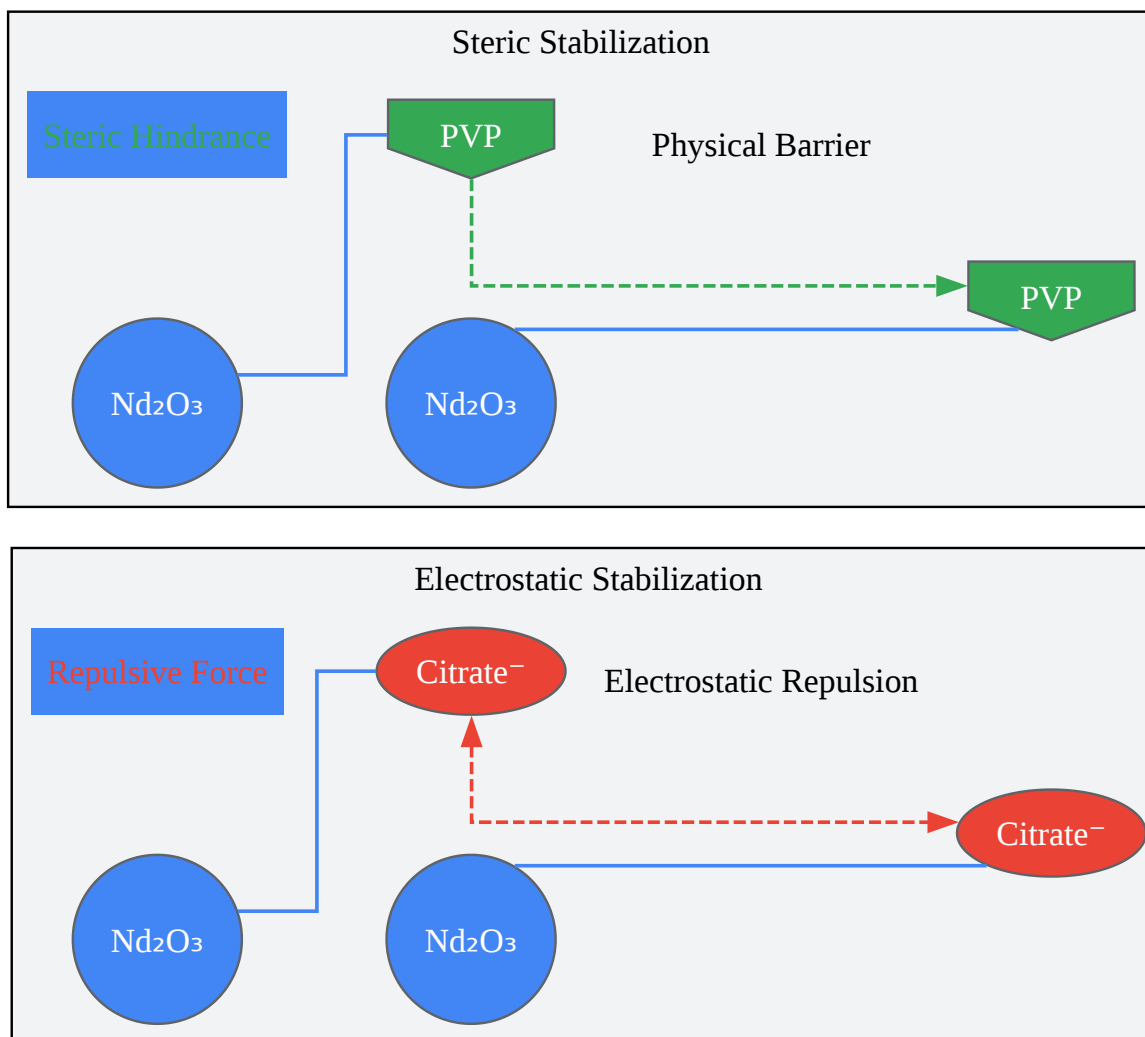 Steric Stabilization
Steric Hindrance
PVP
Physical Barrier
PVP
Nd₂O₃
Nd₂O₃
Electrostatic Stabilization
Repulsive Force
Citrate⁻
Electrostatic Repulsion
Citrate⁻
Nd₂O₃
Nd₂O₃